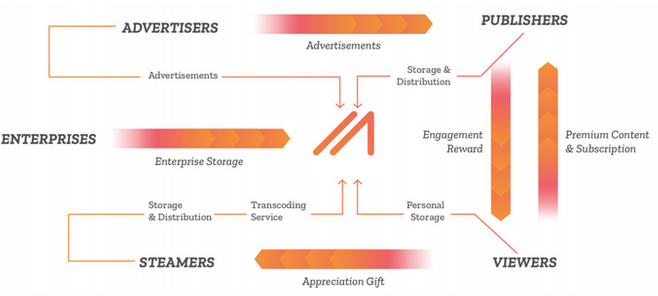 ADVERTISERS
PUBLISHERS
Advertisements
Advertisements
Storage &
Distribution
ENTERPRISES
Enterprise Storage
Engagement
Reward
Premium Content
& Subscription
Storage
& Distribution
Transcoding
Service
Personal
Storage
STEAMERS
VIEWERS
Appreciation Gift